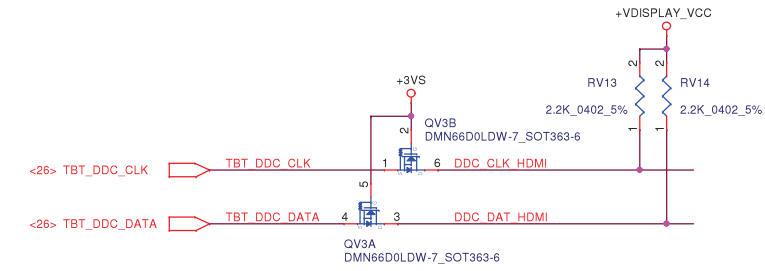 +VDISPLAY_VCC
2
2
RV13
RV14
2.2K_0402_5%
2.2K_0402_5%
1
1
+3VS
QV3B
DMN66D0LDW-7_SOT363-6
2
<26> TBT_DDC_CLK
TBT_DDC_CLK
1
6
DDC_CLK_HDMI
5
<26> TBT_DDC_DATA
TBT_DDC_DATA
4
3
DDC_DAT_HDMI
QV3A
DMN66D0LDW-7_SOT363-6